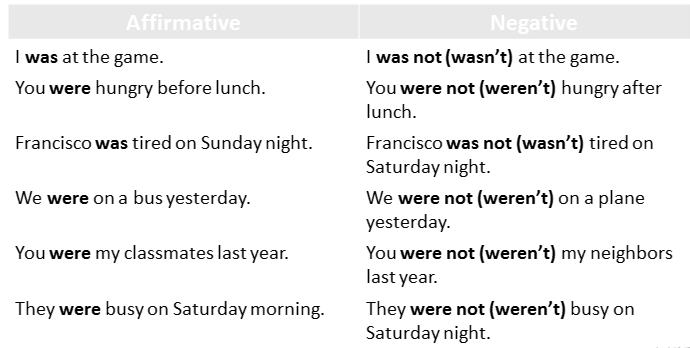 Affirmative
Negative
I was at the game.
I was not (wasn’t) at the game.
You were hungry before lunch.
You were not (weren’t) hungry after
lunch.
Francisco was tired on Sunday night.
Francisco was not (wasn’t) tired on
Saturday night.
We were on a bus yesterday.
We were not (weren’t) on a plane
yesterday.
You were my classmates last year.
You were not (weren’t) my neighbors
last year.
They were busy on Saturday morning.
They were not (weren’t) busy on
Saturday night.